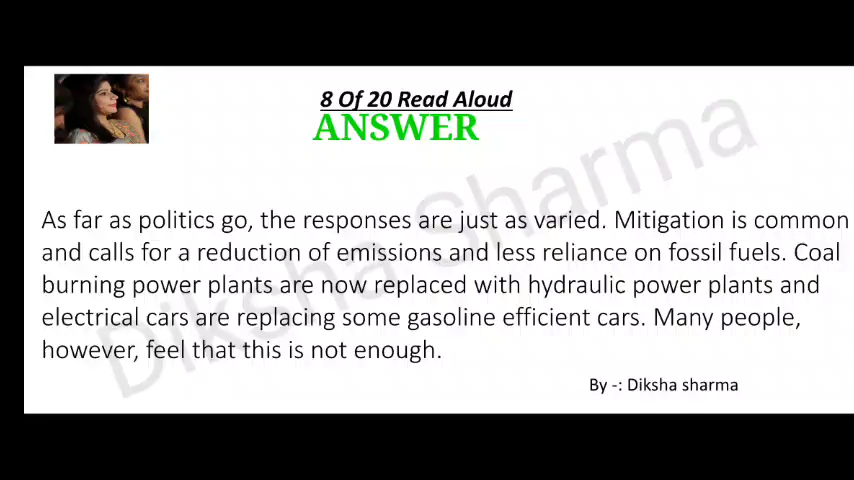 8 Of 20 Read Aloud
ANSWER
As far as politics go, the responses are just as varied. Mitigation is common
and calls for a reduction of emissions and less reliance on fossil fuels. Coal
burning power plants are now replaced with hydraulic power plants and
electrical cars are replacing some gasoline efficient cars. Many people,
however, feel that this is not enough.
By -: Diksha sharma
Diksha Sharma